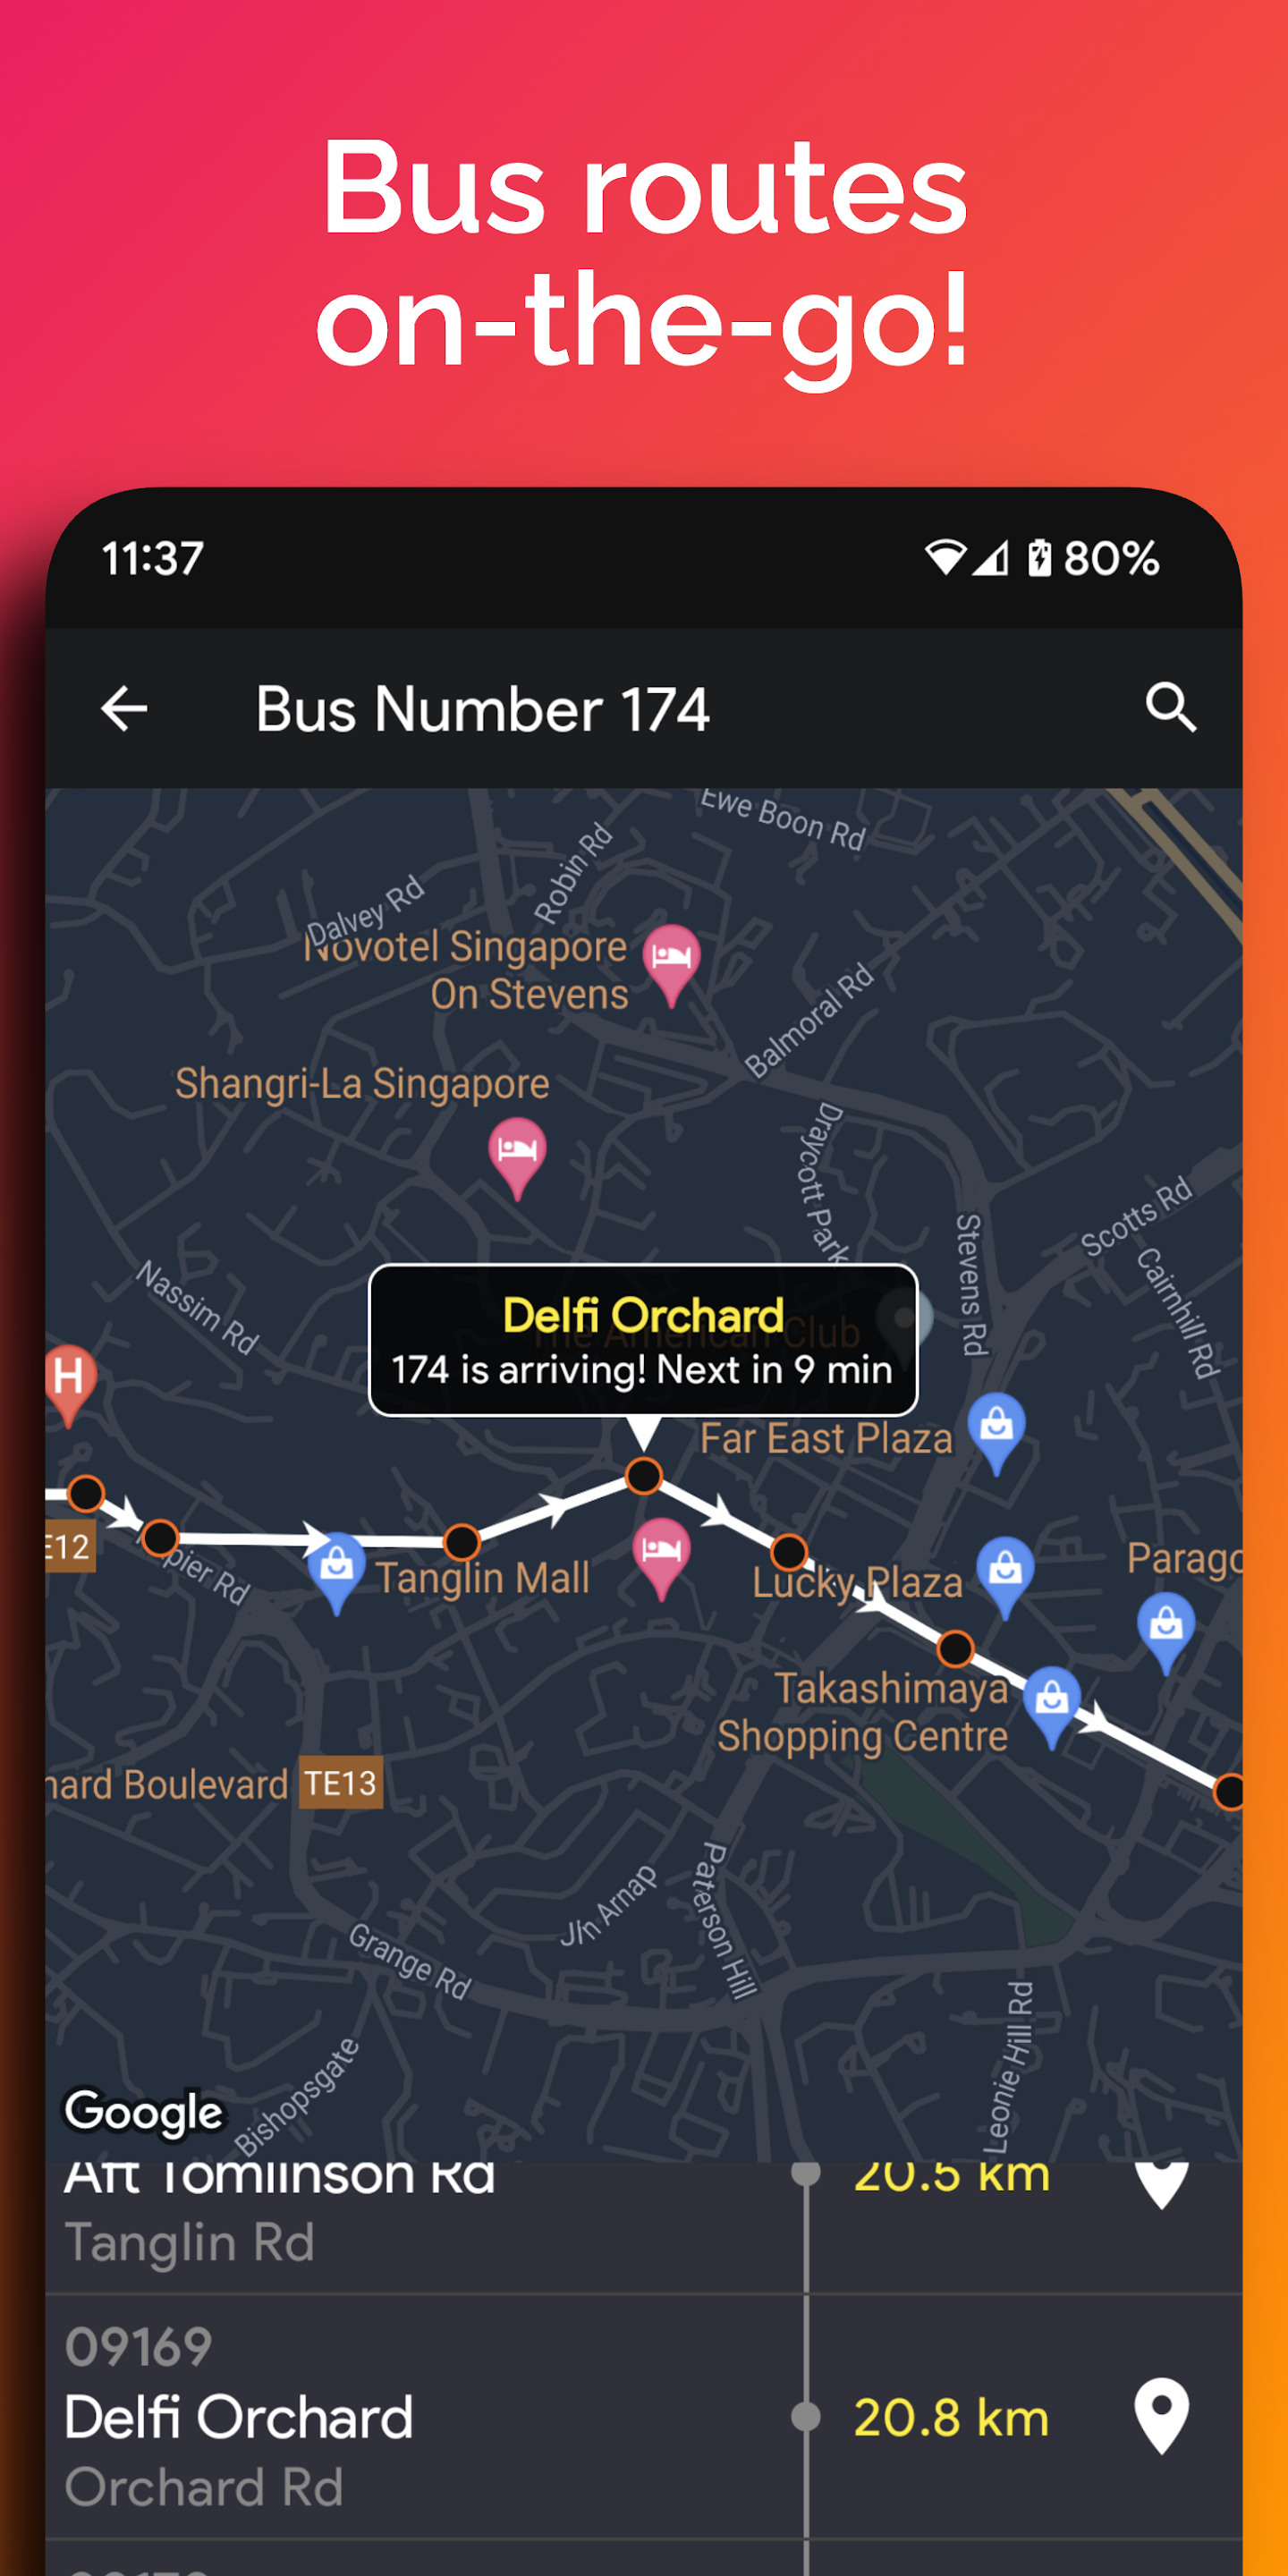 Bus routes
on-the-go!
11:37
80%
Bus Number 174
Ewe Boon Rd
Robin Rd
Dalvey Rd
Novotel Singapore
On Stevens
Balmoral Rd
Shangri-La Singapore
Draycott Park
Stevens Rd
Scotts Rd
Cairnhill Rd
Nassim Rd
Delfi Orchard
The American Club
174 is arriving! Next in 9 min
H
Far East Plaza
E12
pier Rd
Tanglin Mall
Lucky Plaza
Parago
Takashimaya
Shopping Centre
hard Boulevard
TE13
Paterson Hill
Jln Arnap
Grange Rd
Leonie Hill Rd
Bishopsgate
Google
Aft Tomlinson Rd
20.5 km
Tanglin Rd
09169
Delfi Orchard
20.8 km
Orchard Rd